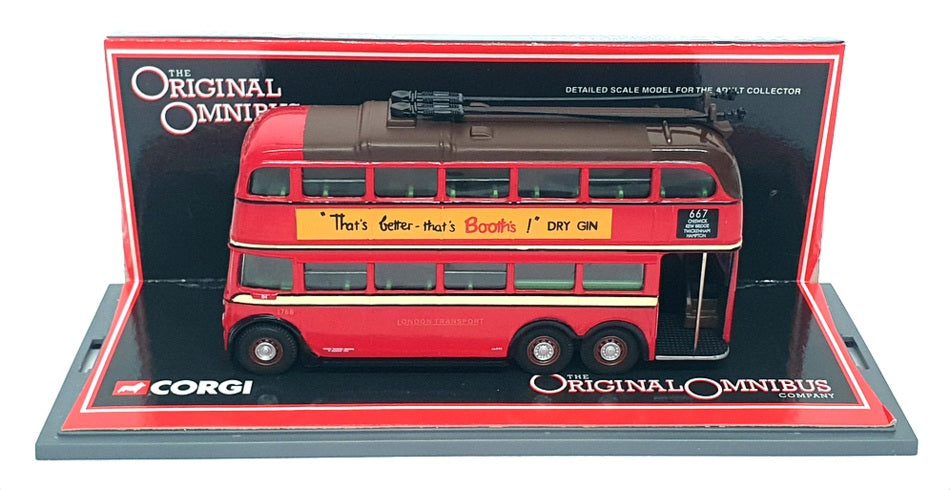 THE
ORIGINAL
OMNIBUS
DETAILED SCALE MODEL FOR THE ADULT COLLECTOR
"That's better - that's Booth's ! " DRY GIN
667
CHISWICK
KEW BRIDGE
TWICKENHAM
HAMPTON
1768
LONDON TRANSPORT
CORGI
THE
ORIGINAL OMNIBUS
COMPANY